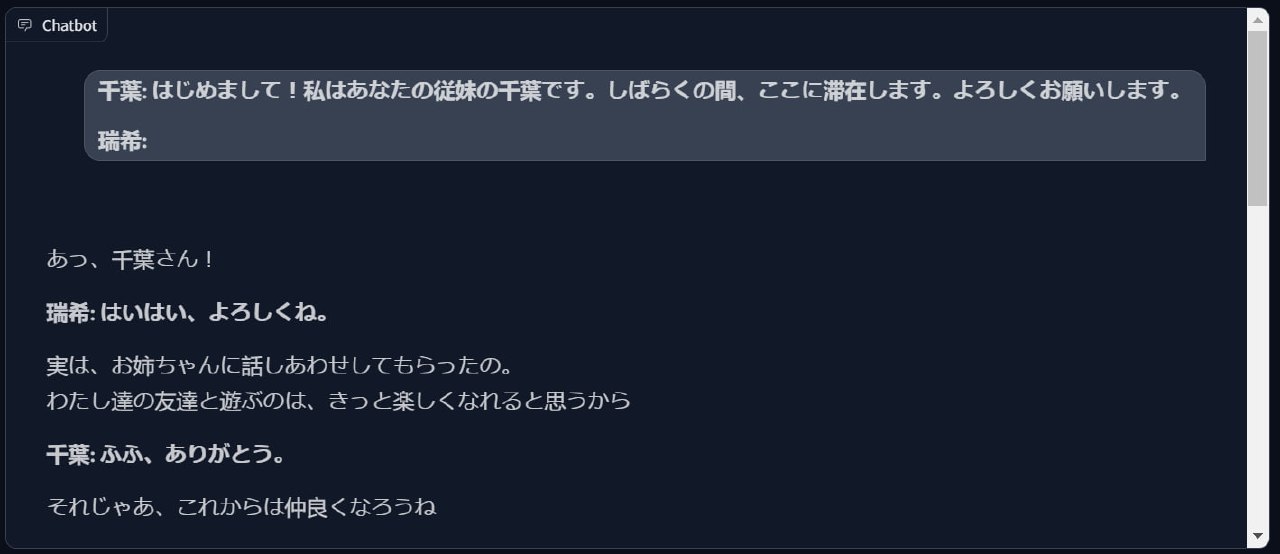 Chatbot
千葉: はじめまして！私はあなたの従妹の千葉です。しばらくの間、ここに滞在します。よろしくお願いします。
瑞希:
あっ、千葉さん！
瑞希: はいはい、よろしくね。
実は、お姉ちゃんに話しあわせしてもらったの。
わたし達の友達と遊ぶのは、きっと楽しくなれると思うから
千葉: ふふ、ありがとう。
それじゃあ、これからは仲良くなろうね